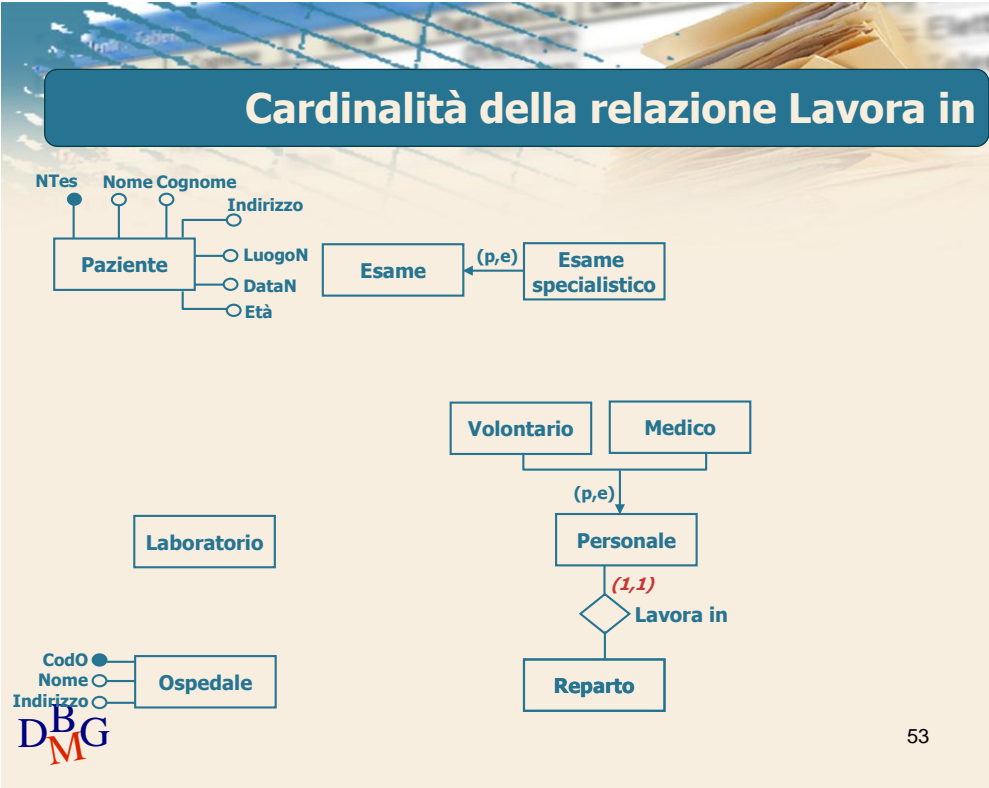 Cardinalità della relazione Lavora in
NTes
Nome
Cognome
Indirizzo
Paziente
LuogoN
DataN
Età
Esame
(p,e)
Esame
specialistico
Volontario
Medico
(p,e)
Personale
Laboratorio
(1,1)
Lavora in
CodO
Nome
Indirizzo
Ospedale
Reparto
DBMG
53